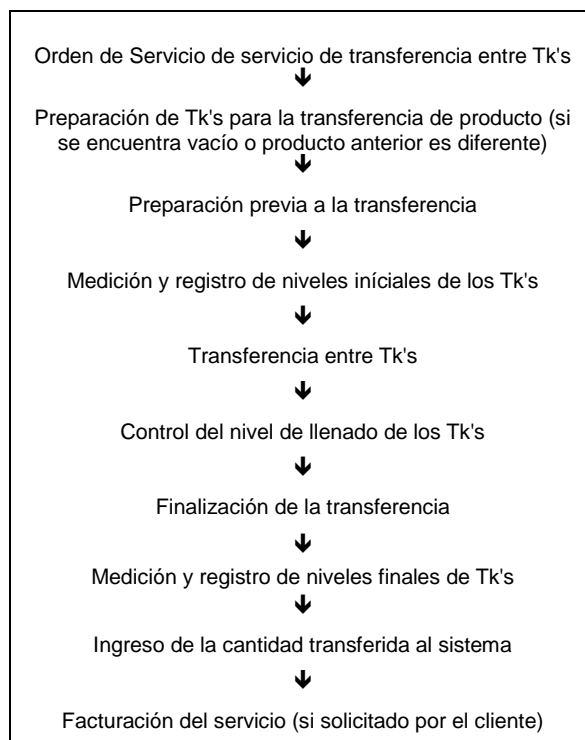 Orden de Servicio de servicio de transferencia entre Tk's
Preparación de Tk's para la transferencia de producto (si
se encuentra vacío o producto anterior es diferente)
Preparación previa a la transferencia
Medición y registro de niveles iníciales de los Tk's
Transferencia entre Tk's
Control del nivel de llenado de los Tk's
Finalización de la transferencia
Medición y registro de niveles finales de Tk's
Ingreso de la cantidad transferida al sistema
Facturación del servicio (si solicitado por el cliente)